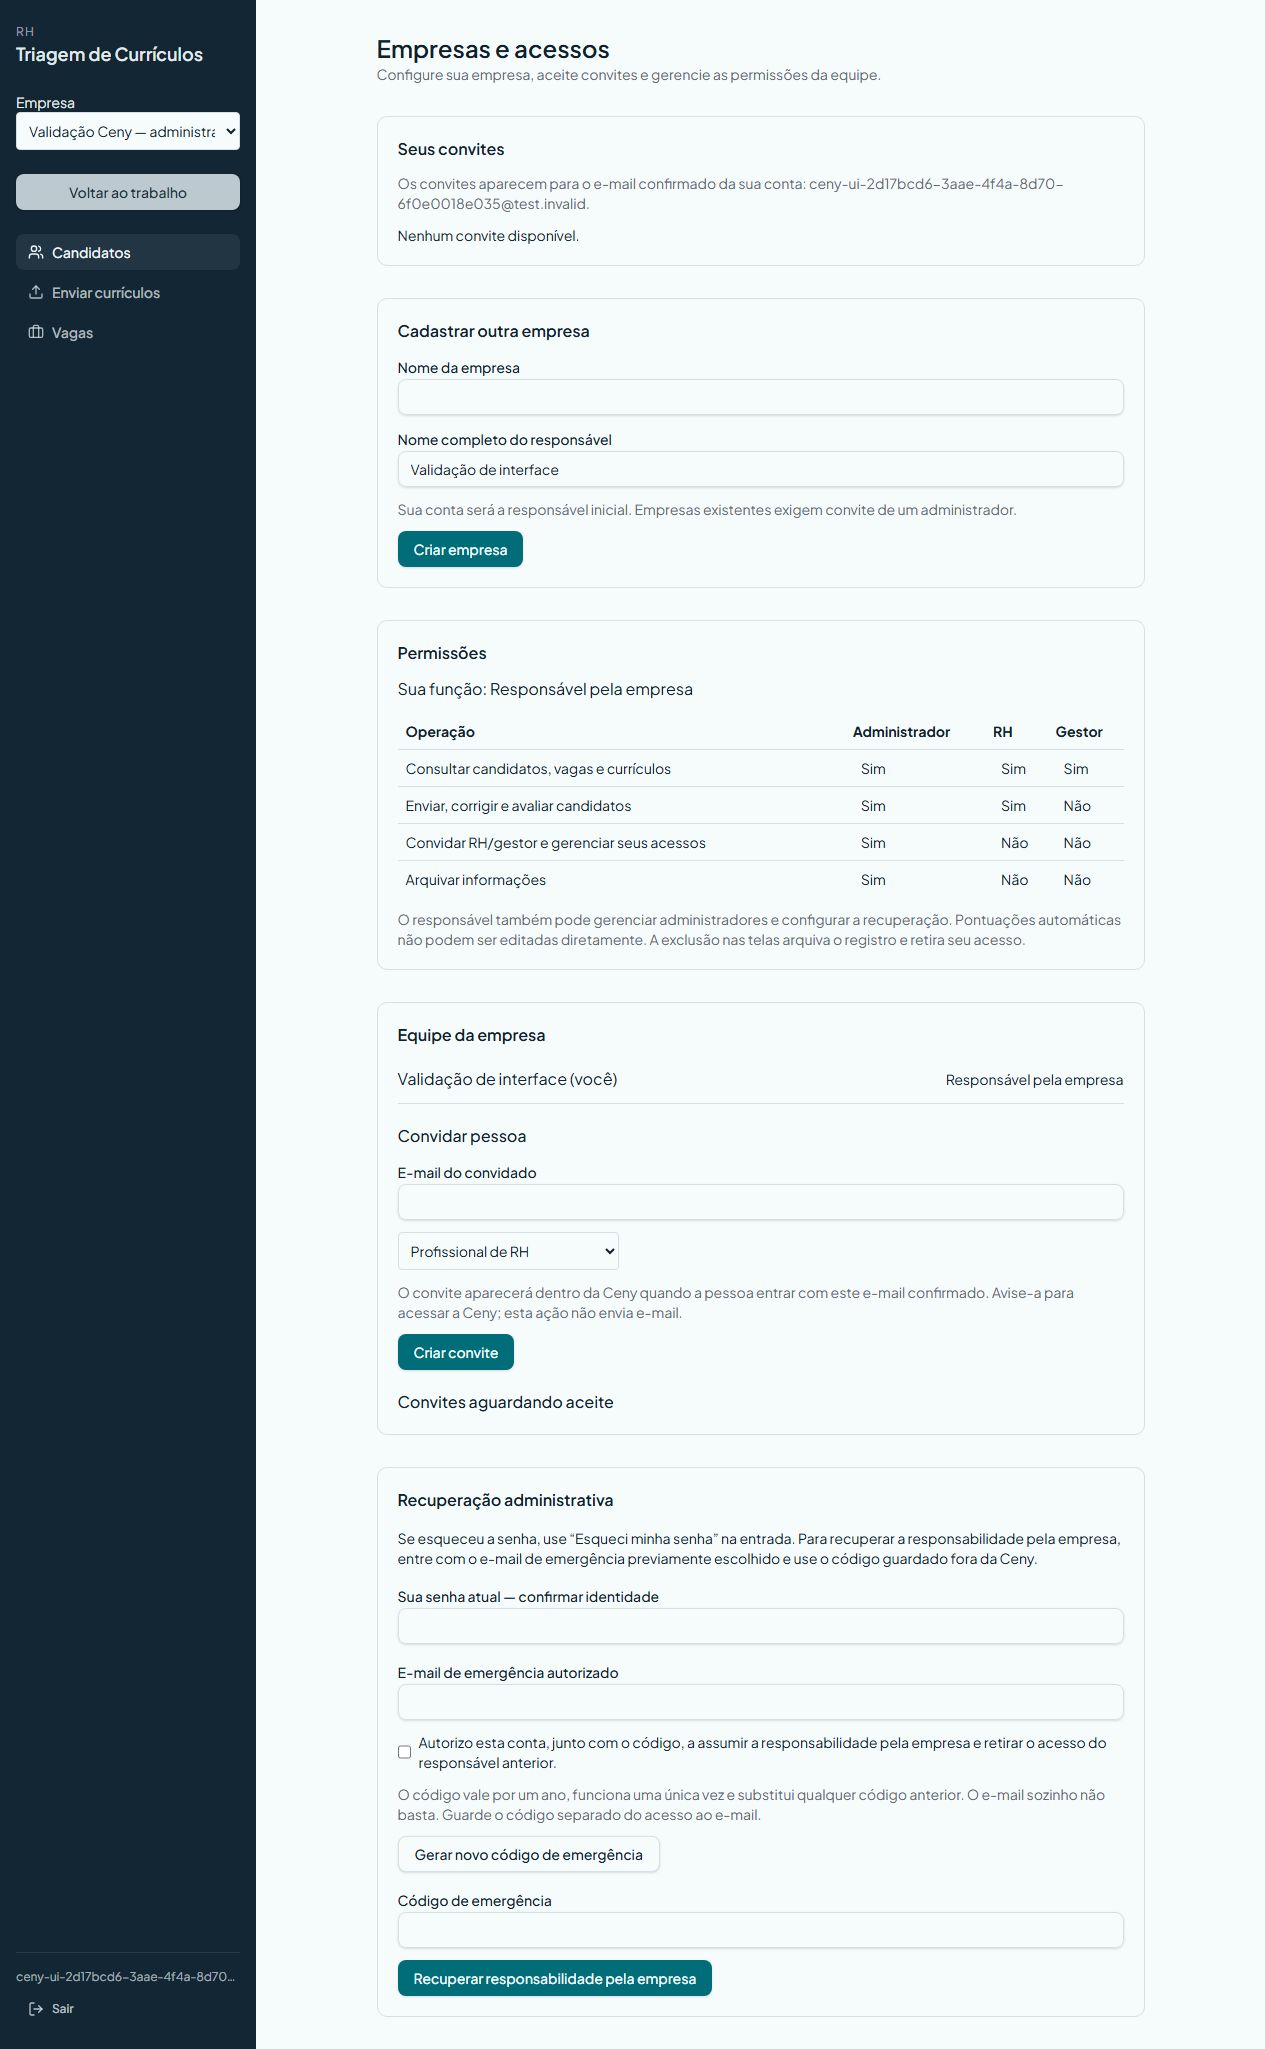 RH
Triagem de Currículos
Empresa
Validação Ceny — administra
Voltar ao trabalho
Candidatos
Enviar currículos
Vagas
ceny-ui-2d17bcd6-3aae-4f4a-8d70…
Sair
Empresas e acessos
Configure sua empresa, aceite convites e gerencie as permissões da equipe.
Seus convites
Os convites aparecem para o e-mail confirmado da sua conta: ceny-ui-2d17bcd6-3aae-4f4a-8d70-
6f0e0018e035@test.invalid.
Nenhum convite disponível.
Cadastrar outra empresa
Nome da empresa
Nome completo do responsável
Validação de interface
Sua conta será a responsável inicial. Empresas existentes exigem convite de um administrador.
Criar empresa
Permissões
Sua função: Responsável pela empresa
Operação Administrador RH Gestor
Consultar candidatos, vagas e currículos Sim Sim Sim
Enviar, corrigir e avaliar candidatos Sim Sim Não
Convidar RH/gestor e gerenciar seus acessos Sim Não Não
Arquivar informações Sim Não Não
O responsável também pode gerenciar administradores e configurar a recuperação. Pontuações automáticas
não podem ser editadas diretamente. A exclusão nas telas arquiva o registro e retira seu acesso.
Equipe da empresa
Validação de interface (você) Responsável pela empresa
Convidar pessoa
E-mail do convidado
Profissional de RH
O convite aparecerá dentro da Ceny quando a pessoa entrar com este e-mail confirmado. Avise-a para
acessar a Ceny; esta ação não envia e-mail.
Criar convite
Convites aguardando aceite
Recuperação administrativa
Se esqueceu a senha, use “Esqueci minha senha” na entrada. Para recuperar a responsabilidade pela empresa,
entre com o e-mail de emergência previamente escolhido e use o código guardado fora da Ceny.
Sua senha atual — confirmar identidade
E-mail de emergência autorizado
Autorizo esta conta, junto com o código, a assumir a responsabilidade pela empresa e retirar o acesso do
responsável anterior.
O código vale por um ano, funciona uma única vez e substitui qualquer código anterior. O e-mail sozinho não
basta. Guarde o código separado do acesso ao e-mail.
Gerar novo código de emergência
Código de emergência
Recuperar responsabilidade pela empresa